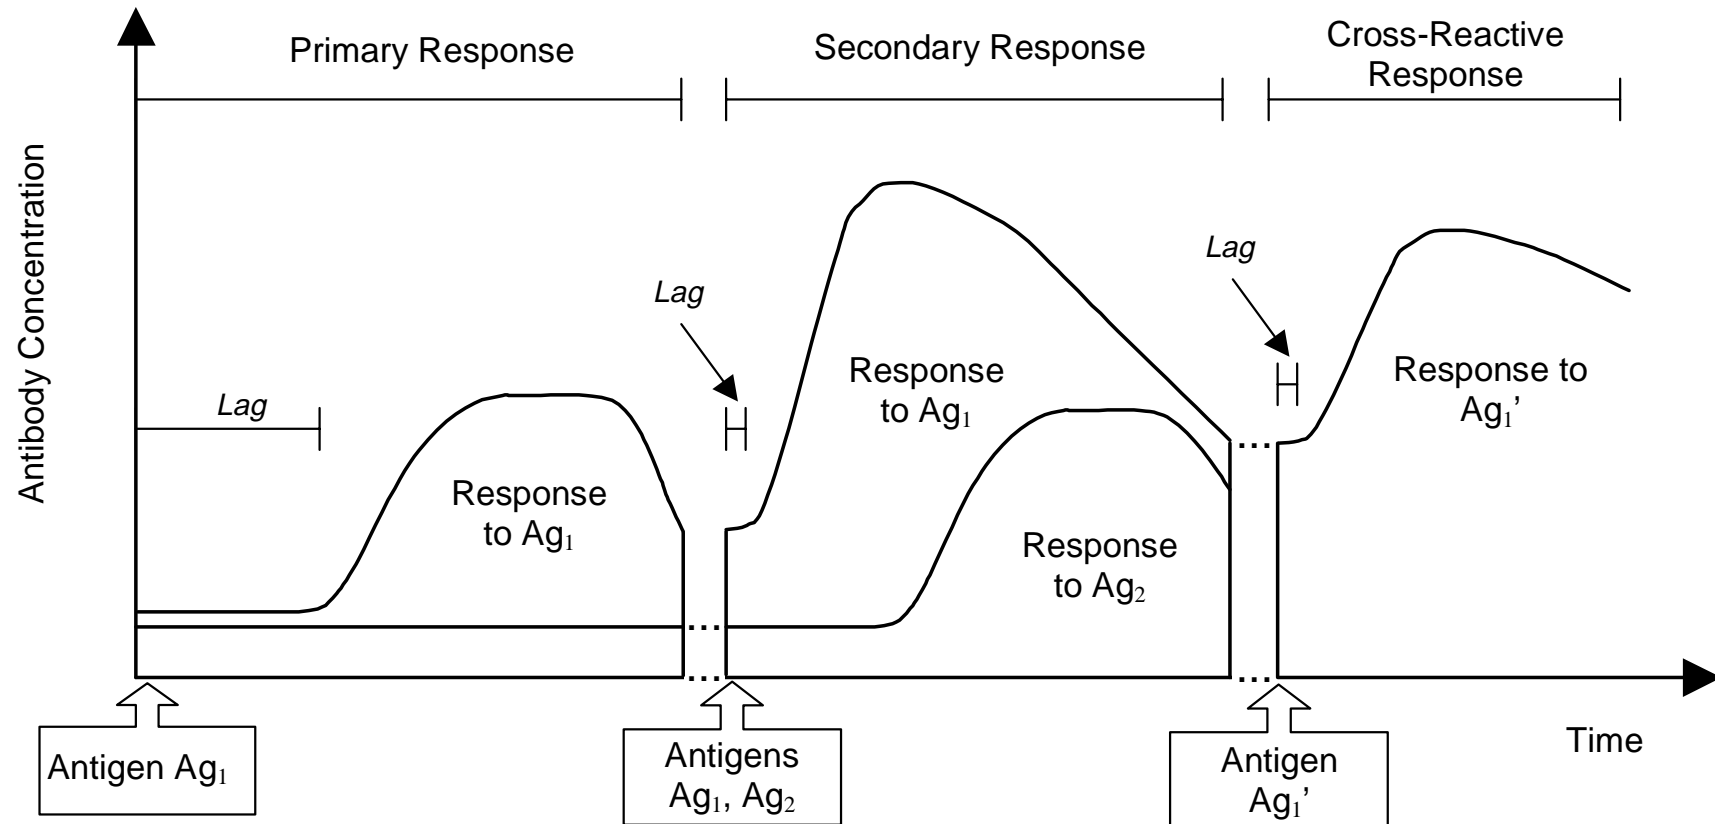 Primary Response
Secondary Response
Cross-Reactive
Response
Antibody Concentration
Lag
Lag
Lag
Response
to Ag₁
Response
to Ag₁
Response
to Ag₂
Response to
Ag₁’
...
...
...
...
Antigen Ag₁
Antigens
Ag₁, Ag₂
Antigen
Ag₁’
Time